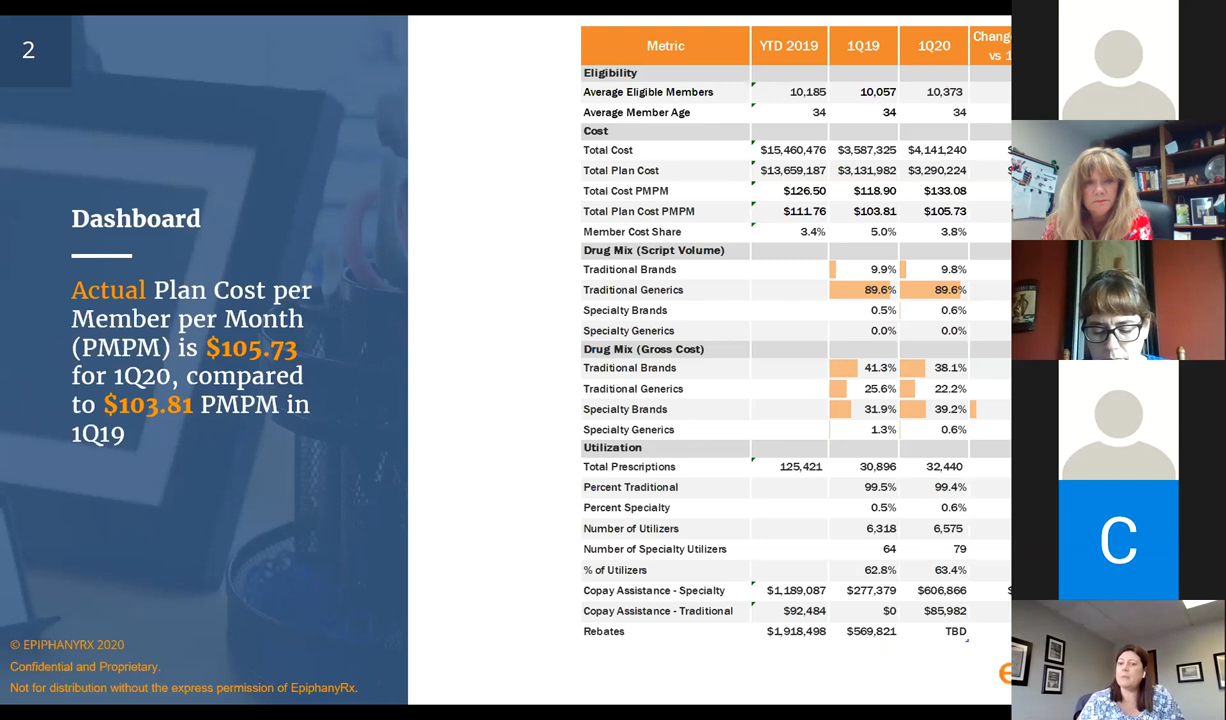 2
Dashboard
Actual Plan Cost per
Member per Month
(PMPM) is $105.73
for 1Q20, compared
to $103.81 PMPM in
1Q19
© EPIPHANYRX 2020
Confidential and Proprietary.
Not for distribution without the express permission of EpiphanyRx.
Metric YTD 2019 1Q19 1Q20 Chang
vs 1
Eligibility
Average Eligible Members 10,185 10,057 10,373
Average Member Age 34 34 34
Cost
Total Cost $15,460,476 $3,587,325 $4,141,240
Total Plan Cost $13,659,187 $3,131,982 $3,290,224
Total Cost PMPM $126.50 $118.90 $133.08
Total Plan Cost PMPM $111.76 $103.81 $105.73
Member Cost Share 3.4% 5.0% 3.8%
Drug Mix (Script Volume)
Traditional Brands 9.9% 9.8%
Traditional Generics 89.6% 89.6%
Specialty Brands 0.5% 0.6%
Specialty Generics 0.0% 0.0%
Drug Mix (Gross Cost)
Traditional Brands 41.3% 38.1%
Traditional Generics 25.6% 22.2%
Specialty Brands 31.9% 39.2%
Specialty Generics 1.3% 0.6%
Utilization
Total Prescriptions 125,421 30,896 32,440
Percent Traditional 99.5% 99.4%
Percent Specialty 0.5% 0.6%
Number of Utilizers 6,318 6,575
Number of Specialty Utilizers 64 79
% of Utilizers 62.8% 63.4%
Copay Assistance - Specialty $1,189,087 $277,379 $606,866
Copay Assistance - Traditional $92,484 $0 $85,982
Rebates $1,918,498 $569,821 TBD
C